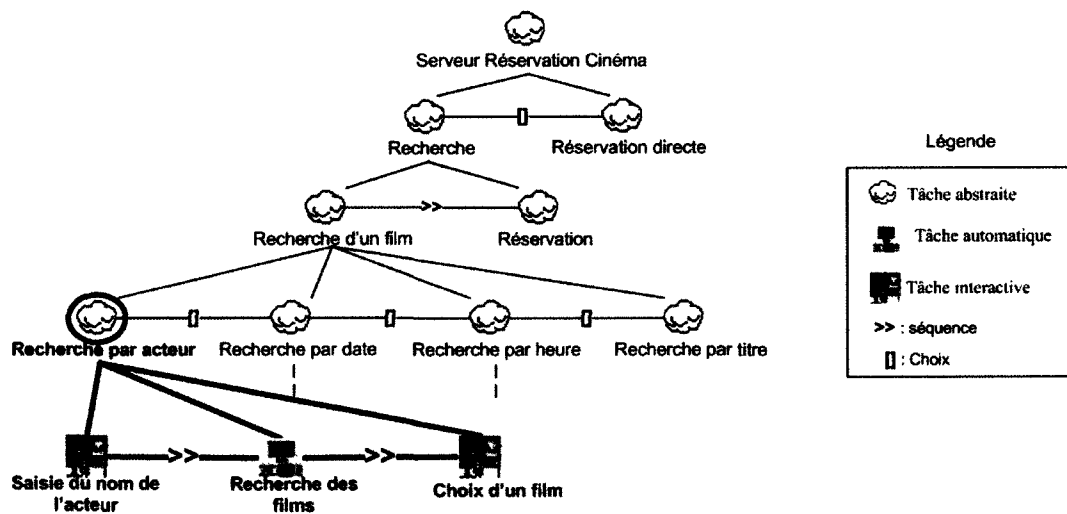 Serveur Réservation Cinéma
Recherche
Réservation directe
Légende
Tâche abstraite
Recherche d'un film
Réservation
Tâche automatique
Tâche interactive
>> : séquence
[] : Choix
Recherche par acteur
Recherche par date
Recherche par heure
Recherche par titre
Saisie du nom de
l'acteur
Recherche des
films
Choix d'un film